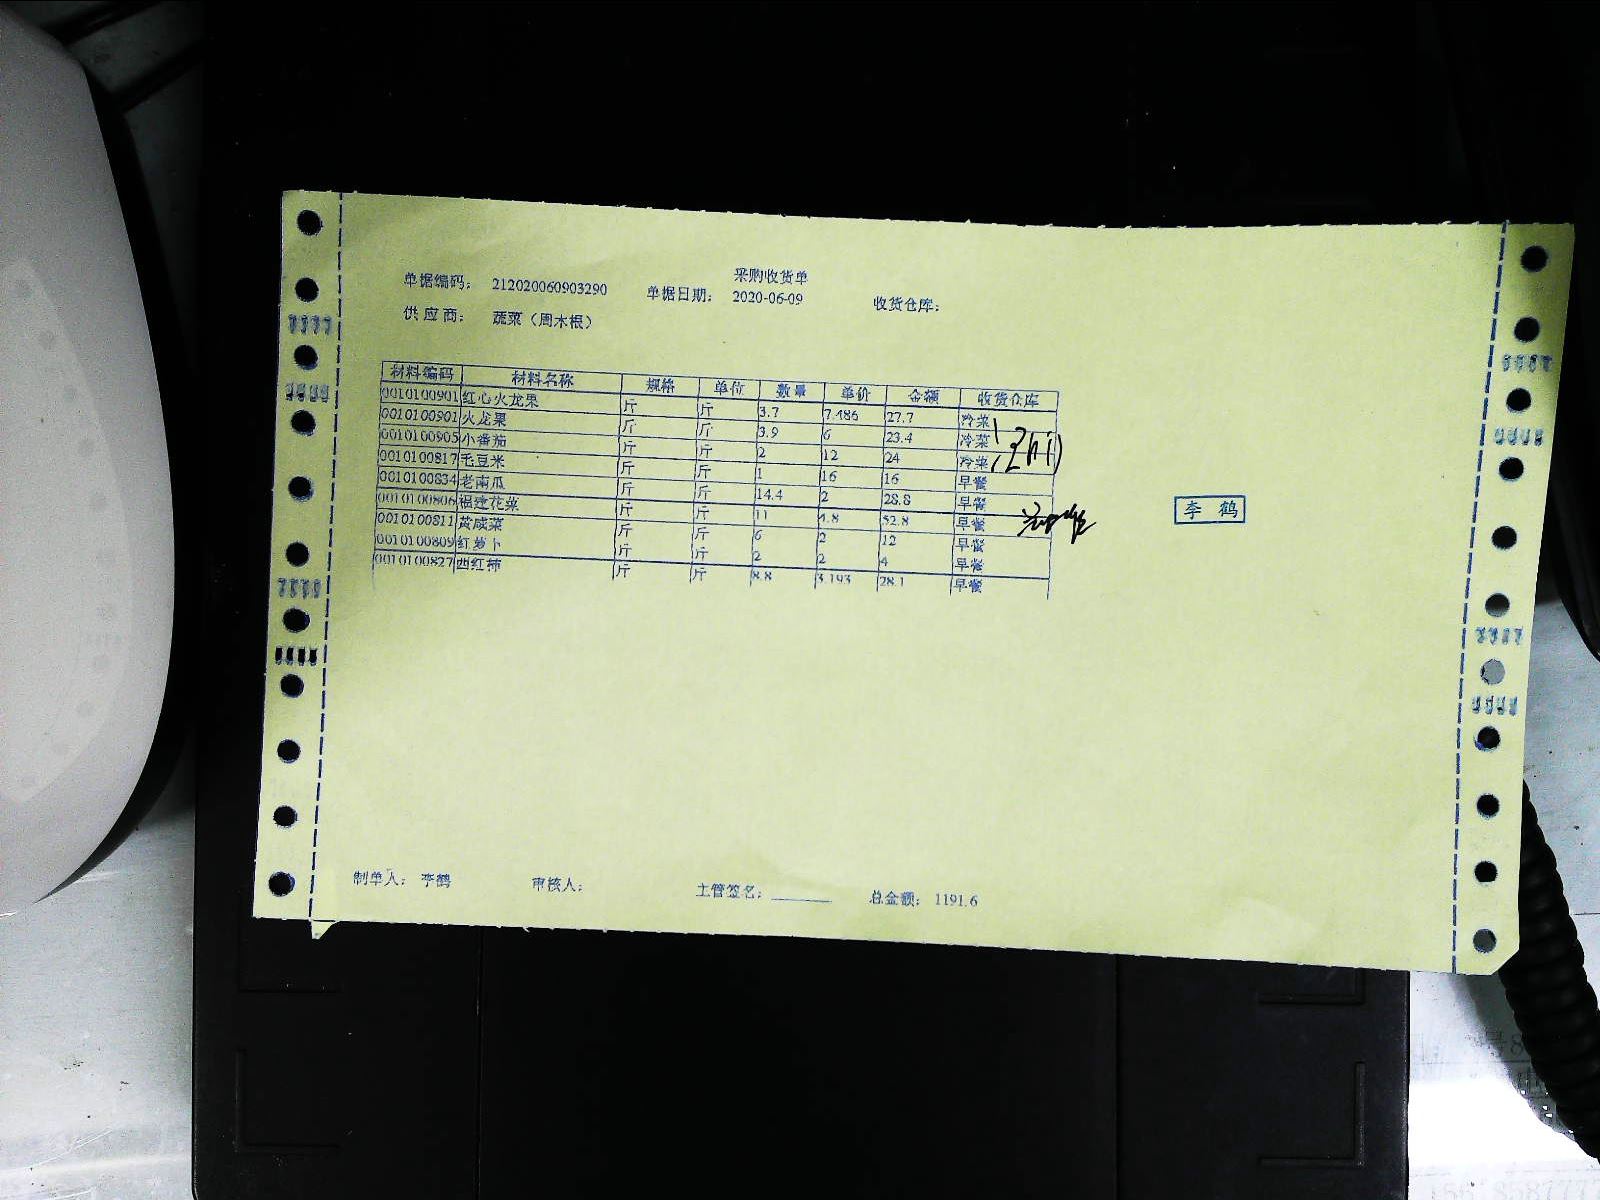 采购收货单
单据编码: 212020060903290 单据日期: 2020-06-09 收货仓库:
供应商: 蔬菜（周木根）
材料编码 材料名称 规格 单位 数量 单价 金额 收货仓库
0010100901 红心火龙果 斤 斤 3.7 7.486 27.7 冷菜
0010100901 火龙果 斤 斤 3.9 6 23.4 冷菜
0010100905 小番茄 斤 斤 2 12 24 冷菜
0010100817 毛豆米 斤 斤 1 16 16 早餐
0010100834 老南瓜 斤 斤 14.4 2 28.8 早餐
0010100806 福建花菜 斤 斤 11 4.8 52.8 早餐
0010100811 黄咸菜 斤 斤 6 2 12 早餐
0010100809 红萝卜 斤 斤 2 2 4 早餐
0010100827 西红柿 斤 斤 8.8 3.193 28.1 早餐
李鹤
制单人: 李鹤 审核人: 主管签名: 总金额: 1191.6